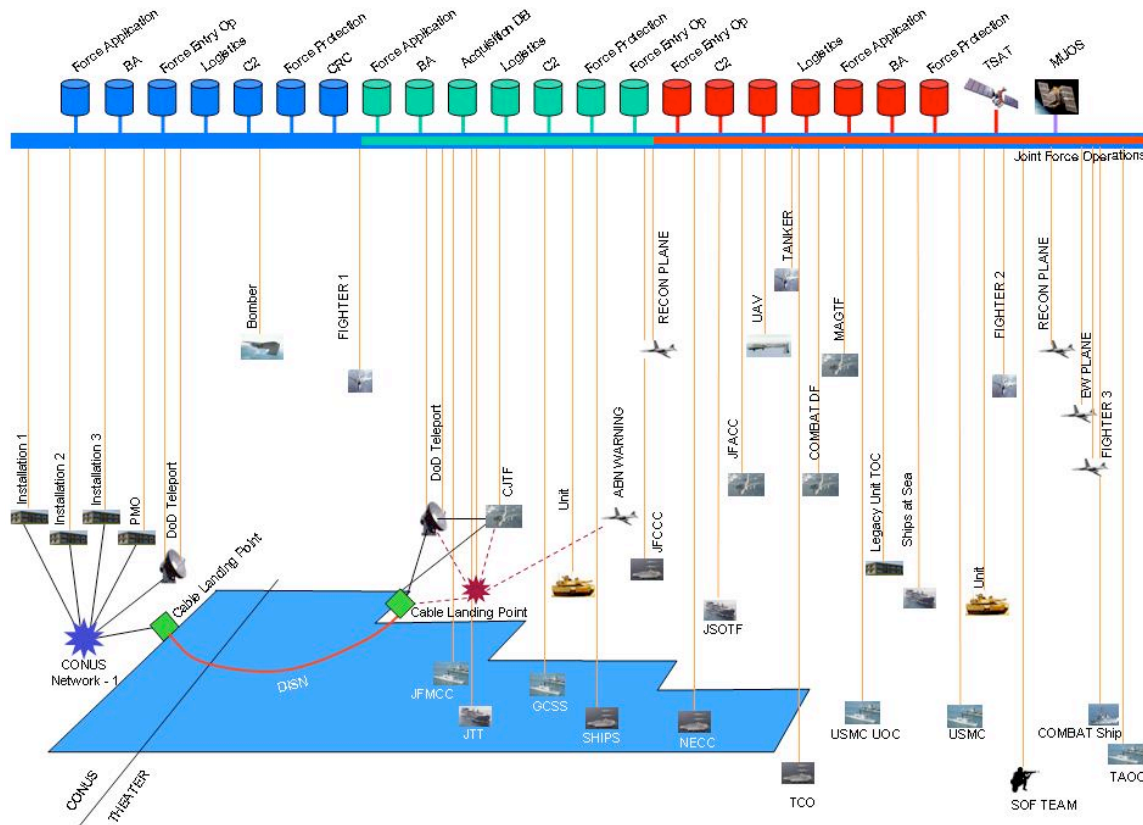 Force Application
BA
Force Entry Op
Logistics
C2
Force Protection
CRC
Force Application
BA
Acquisition DB
Logistics
C2
Force Protection
Force Entry Op
Force Entry Op
C2
Logistics
Force Application
BA
Force Protection
TSAT
MUOS
Joint Force Operations
Bomber
FIGHTER 1
RECON PLANE
UAV
TANKER
MAGTF
FIGHTER 2
RECON PLANE
EW PLANE
FIGHTER 3
Installation 1
Installation 2
Installation 3
PMO
DoD Teleport
Cable Landing Point
DoD Teleport
CJTF
Unit
ABN WARNING
JFCCC
JFACC
COMBAT DF
Legacy Unit TOC
Ships at Sea
Unit
Cable Landing Point
JSOTF
CONUS
Network - 1
DISN
JFMCC
JTT
GCSS
SHIPS
NECC
USMC UOC
USMC
COMBAT Ship
TAOC
CONUS
THEATER
TCO
SOF TEAM